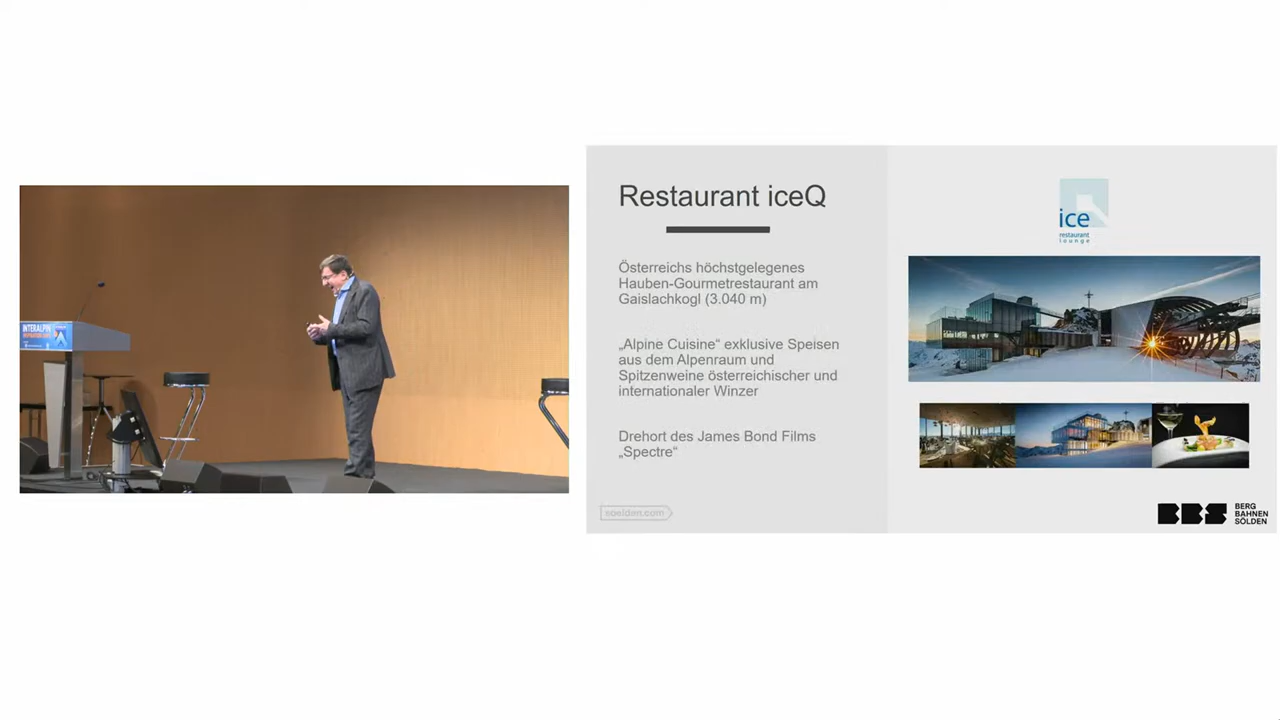 INTERALPIN
Restaurant iceQ
Österreichs höchstgelegenes
Hauben-Gourmetrestaurant am
Gaislachkogl (3.040 m)
„Alpine Cuisine“ exklusive Speisen
aus dem Alpenraum und
Spitzenweine österreichischer und
internationaler Winzer
Drehort des James Bond Films
„Spectre“
soelden.com
ice
restaurant
lounge
BBS
BERG
BAHNEN
SÖLDEN